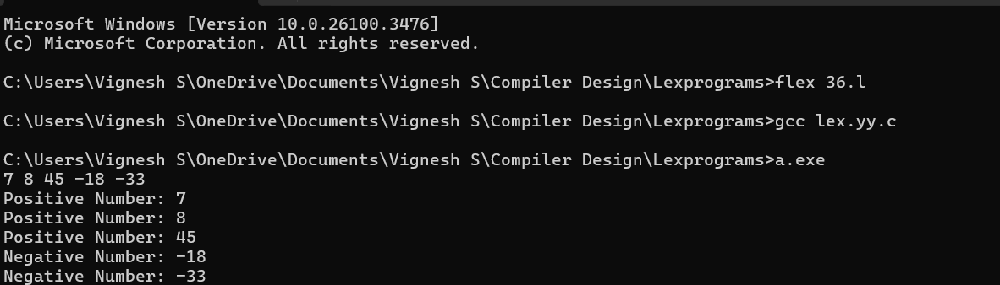 Microsoft Windows [Version 10.0.26100.3476]
(c) Microsoft Corporation. All rights reserved.
C:\Users\Vignesh S\OneDrive\Documents\Vignesh S\Compiler Design\Lexprograms>flex 36.l
C:\Users\Vignesh S\OneDrive\Documents\Vignesh S\Compiler Design\Lexprograms>gcc lex.yy.c
C:\Users\Vignesh S\OneDrive\Documents\Vignesh S\Compiler Design\Lexprograms>a.exe
7 8 45 -18 -33
Positive Number: 7
Positive Number: 8
Positive Number: 45
Negative Number: -18
Negative Number: -33